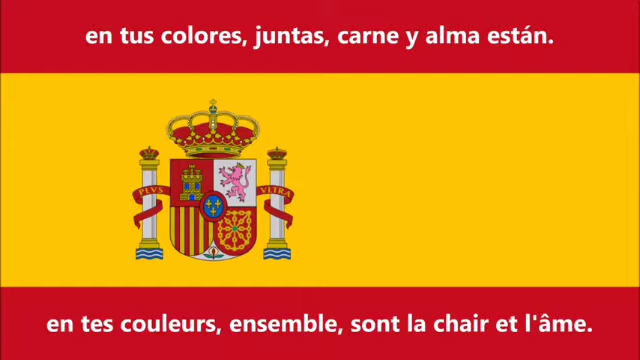 en tus colores, juntas, carne y alma están.
PLVS VLTRA
en tes couleurs, ensemble, sont la chair et l'âme.